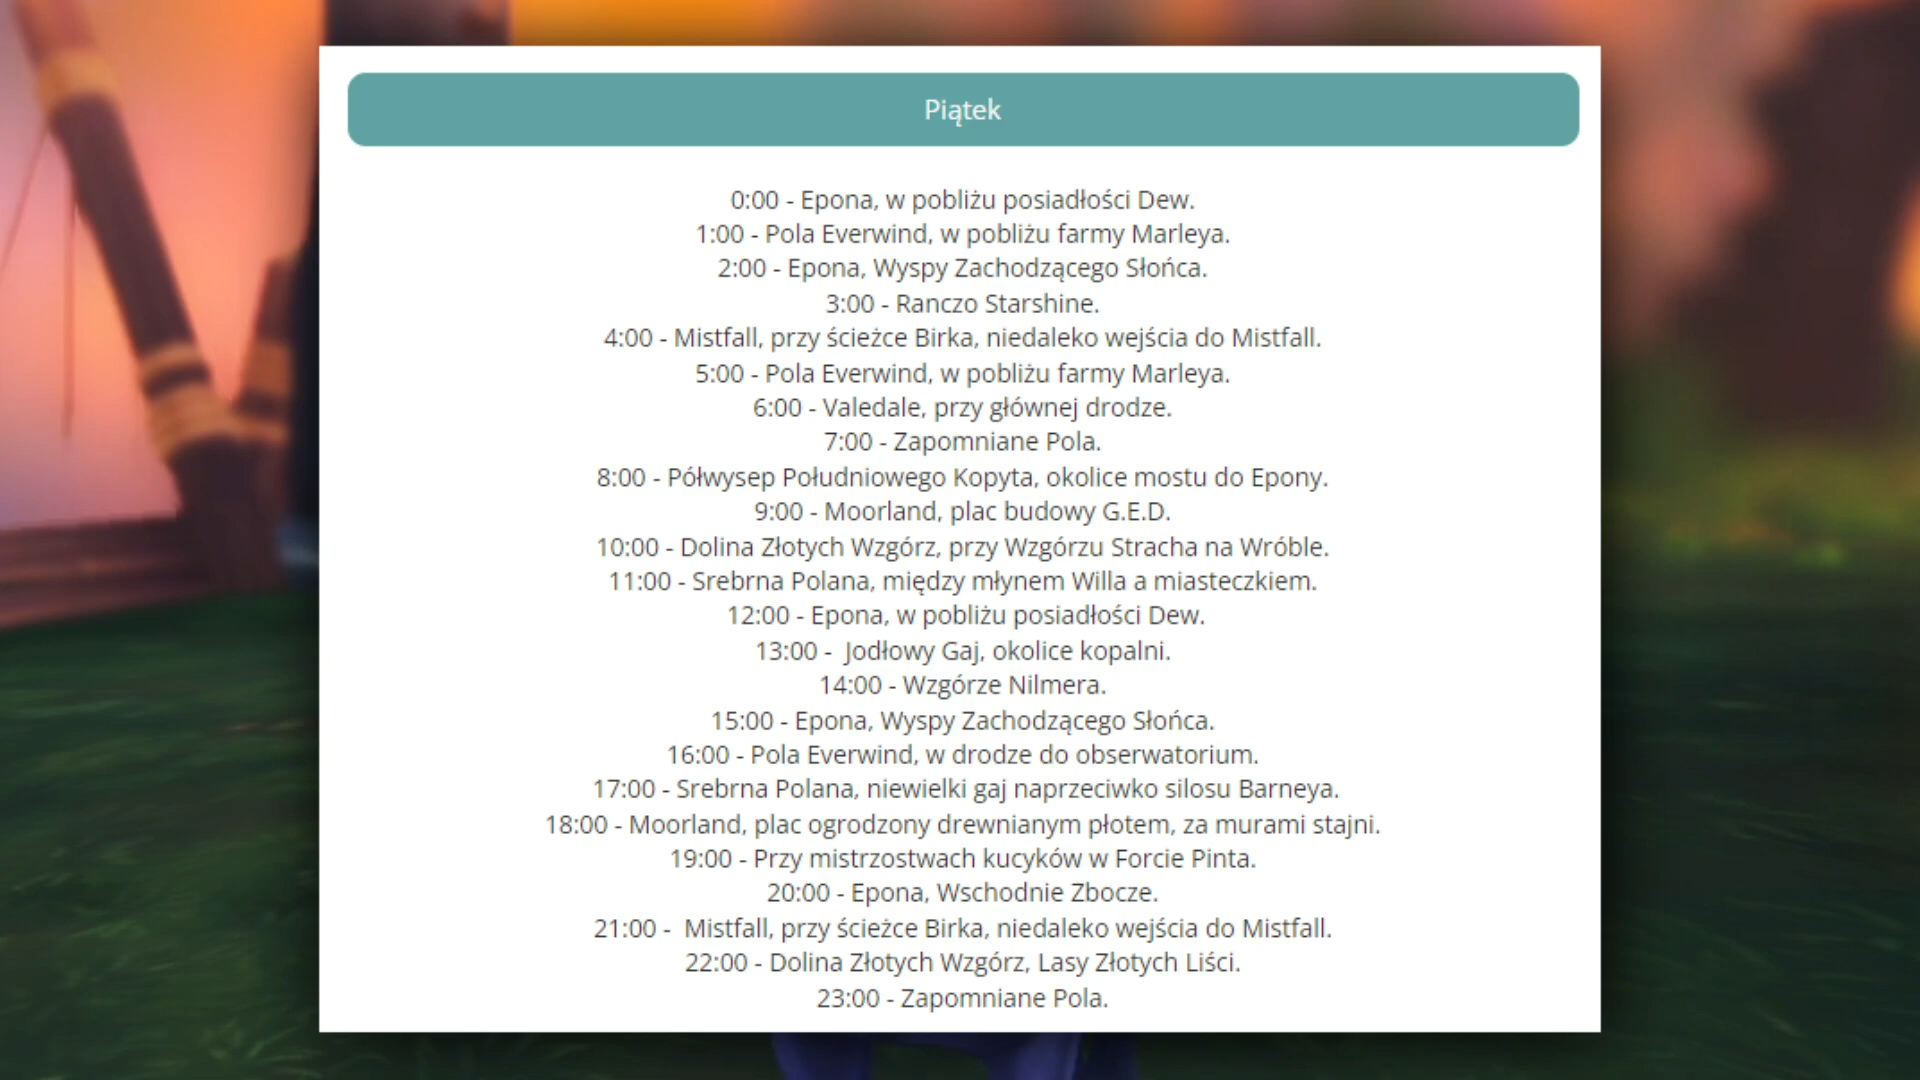 Piątek
0:00 - Epona, w pobliżu posiadłości Dew.
1:00 - Pola Everwind, w pobliżu farmy Marleya.
2:00 - Epona, Wyspy Zachodzącego Słońca.
3:00 - Ranczo Starshine.
4:00 - Mistfall, przy ścieżce Birka, niedaleko wejścia do Mistfall.
5:00 - Pola Everwind, w pobliżu farmy Marleya.
6:00 - Valedale, przy głównej drodze.
7:00 - Zapomniane Pola.
8:00 - Półwysep Południowego Kopyta, okolice mostu do Epony.
9:00 - Moorland, plac budowy G.E.D.
10:00 - Dolina Złotych Wzgórz, przy Wzgórzu Stracha na Wróble.
11:00 - Srebrna Polana, między młynem Willa a miasteczkiem.
12:00 - Epona, w pobliżu posiadłości Dew.
13:00 -  Jodłowy Gaj, okolice kopalni.
14:00 - Wzgórze Nilmera.
15:00 - Epona, Wyspy Zachodzącego Słońca.
16:00 - Pola Everwind, w drodze do obserwatorium.
17:00 - Srebrna Polana, niewielki gaj naprzeciwko silosu Barneya.
18:00 - Moorland, plac ogrodzony drewnianym płotem, za murami stajni.
19:00 - Przy mistrzostwach kucyków w Forcie Pinta.
20:00 - Epona, Wschodnie Zbocze.
21:00 -  Mistfall, przy ścieżce Birka, niedaleko wejścia do Mistfall.
22:00 - Dolina Złotych Wzgórz, Lasy Złotych Liści.
23:00 - Zapomniane Pola.